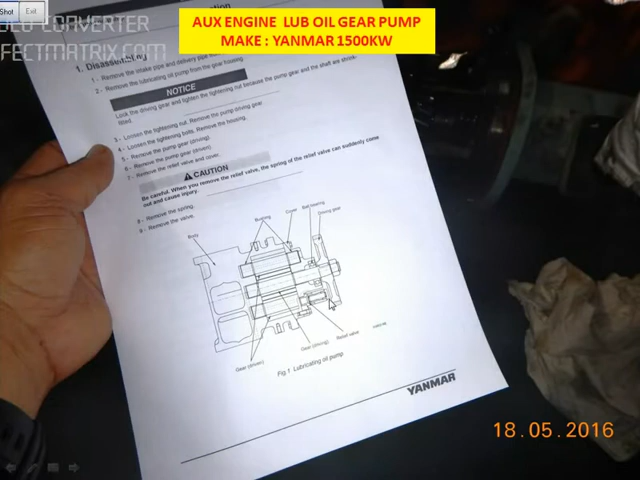 Shot Exit
CONVERTER
FECTMATRIX.COM
AUX ENGINE LUB OIL GEAR PUMP
MAKE : YANMAR 1500KW
1. Disassembling
1 - Remove the intake pipe and delivery pipe
2 - Remove the lubricating oil pump from the gear housing
NOTICE
Lock the driving gear and tighten the tightening nut because the pump gear and the shaft are shrink-
fitted.
3 - Loosen the tightening nut. Remove the pump driving gear
4 - Loosen the tightening bolts. Remove the housing.
5 - Remove the pump gear (driving)
6 - Remove the pump gear (driven)
7 - Remove the relief valve and cover.
CAUTION
Be careful. When you remove the relief valve, the spring of the relief valve can suddenly come
out and cause injury.
8 - Remove the spring.
9 - Remove the valve.
Body
Bushing
Cover
Ball bearing
Driving gear
Gear (driven)
Gear (driving)
Relief valve
Fig.1 Lubricating oil pump
YANMAR
18.05.2016